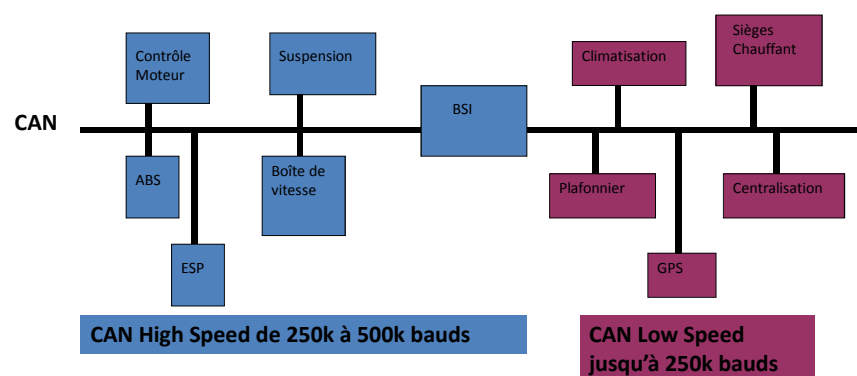 Contrôle
Moteur
Suspension
Climatisation
Sièges
Chauffant
CAN
BSI
ABS
Boîte de
vitesse
Plafonnier
Centralisation
ESP
GPS
CAN High Speed de 250k à 500k bauds
CAN Low Speed
jusqu'à 250k bauds